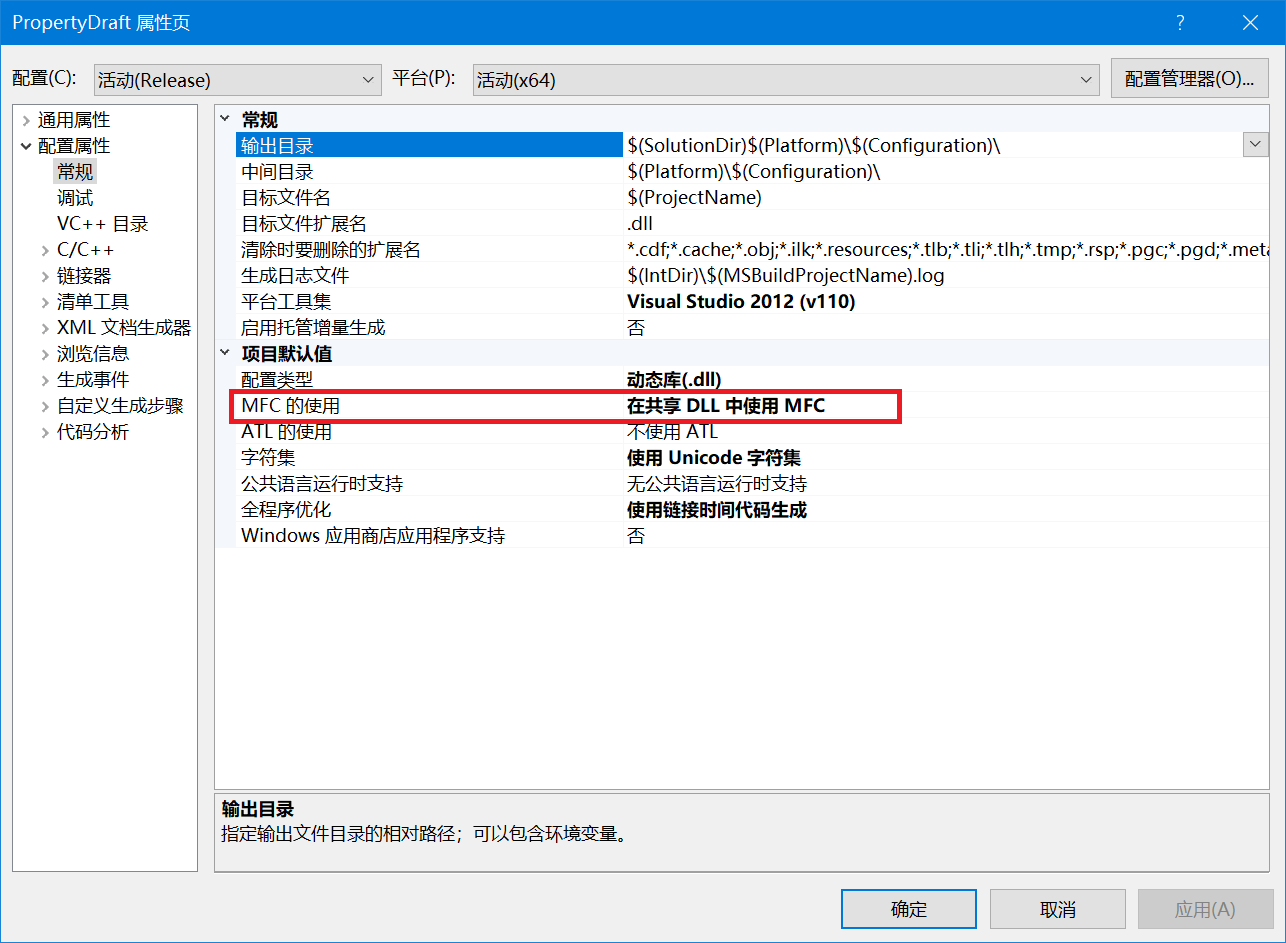 PropertyDraft 属性页 ?
配置(C): 活动(Release) 平台(P): 活动(x64) 配置管理器(O)...
通用属性
配置属性
常规
调试
VC++ 目录
C/C++
链接器
清单工具
XML 文档生成器
浏览信息
生成事件
自定义生成步骤
代码分析
常规
输出目录 $(SolutionDir)$(Platform)\$(Configuration)\
中间目录 $(Platform)\$(Configuration)\
目标文件名 $(ProjectName)
目标文件扩展名 .dll
清除时要删除的扩展名 *.cdf;*.cache;*.obj;*.ilk;*.resources;*.tlb;*.tli;*.tlh;*.tmp;*.rsp;*.pgc;*.pgd;*.meta
生成日志文件 $(IntDir)\$(MSBuildProjectName).log
平台工具集 Visual Studio 2012 (v110)
启用托管增量生成 否
项目默认值
配置类型 动态库(.dll)
MFC 的使用 在共享 DLL 中使用 MFC
ATL 的使用 不使用 ATL
字符集 使用 Unicode 字符集
公共语言运行时支持 无公共语言运行时支持
全程序优化 使用链接时间代码生成
Windows 应用商店应用程序支持 否
输出目录
指定输出文件目录的相对路径；可以包含环境变量。
确定 取消 应用(A)